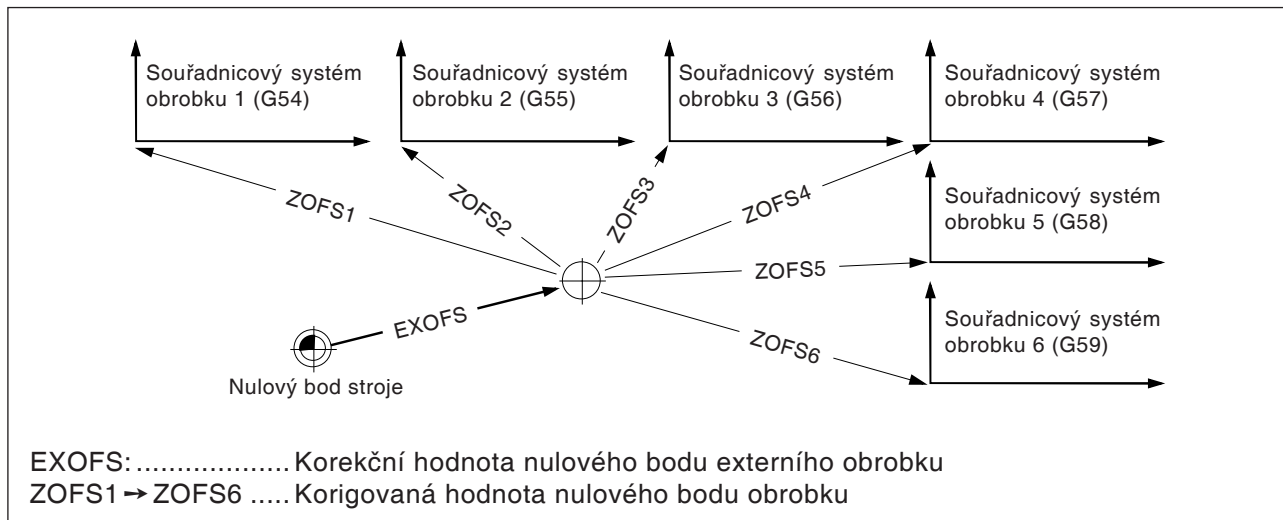 Souřadnicový systém
obrobku 1 (G54)
Souřadnicový systém
obrobku 2 (G55)
Souřadnicový systém
obrobku 3 (G56)
Souřadnicový systém
obrobku 4 (G57)
ZOFS1
ZOFS2
ZOFS3
ZOFS4
Souřadnicový systém
obrobku 5 (G58)
ZOFS5
EXOFS
ZOFS6
Souřadnicový systém
obrobku 6 (G59)
Nulový bod stroje
EXOFS: ................... Korekční hodnota nulového bodu externího obrobku
ZOFS1 → ZOFS6 ..... Korigovaná hodnota nulového bodu obrobku